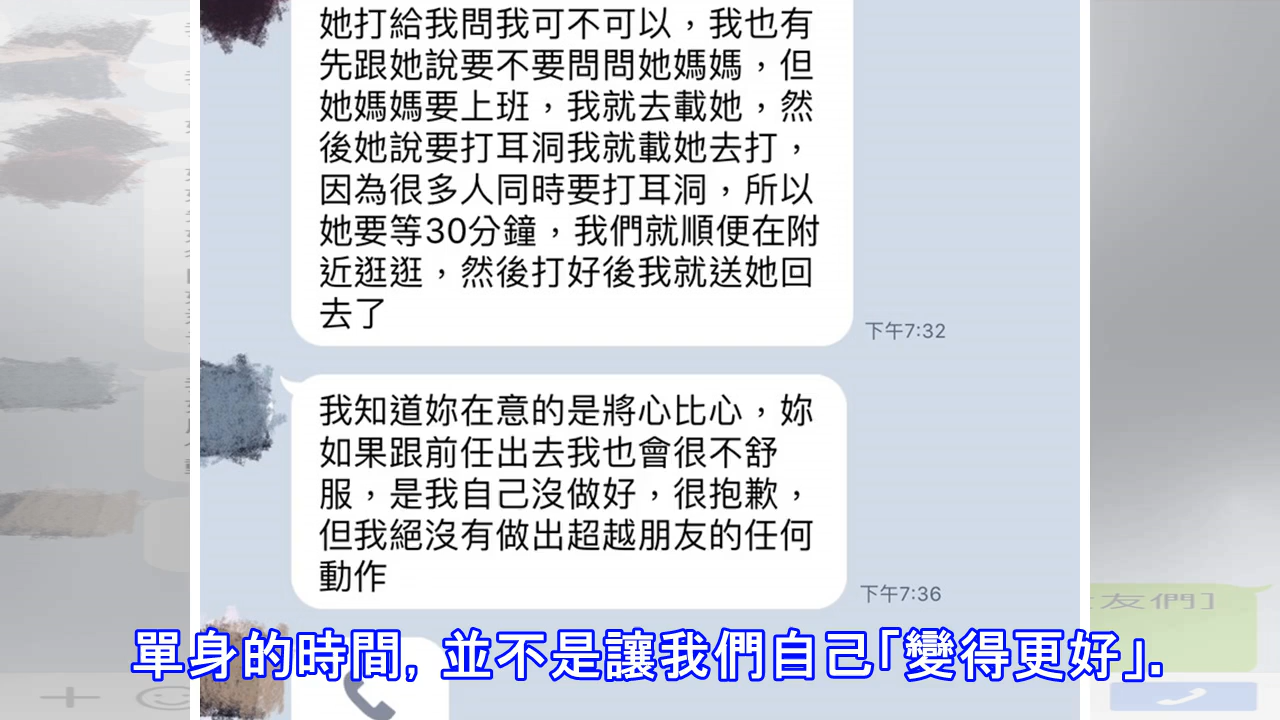 她打給我問我可不可以，我也有
先跟她說要不要問問她媽媽，但
她媽媽要上班，我就去載她，然
後她說要打耳洞我就載她去打，
因為很多人同時要打耳洞，所以
她要等30分鐘，我們就順便在附
近逛逛，然後打好後我就送她回
去了
下午7:32
我知道妳在意的是將心比心，妳
如果跟前任出去我也會很不舒
服，是我自己沒做好，很抱歉，
但我絕沒有做出超越朋友的任何
動作
下午7:36
友們]
單身的時間, 並不是讓我們自己「變得更好」.